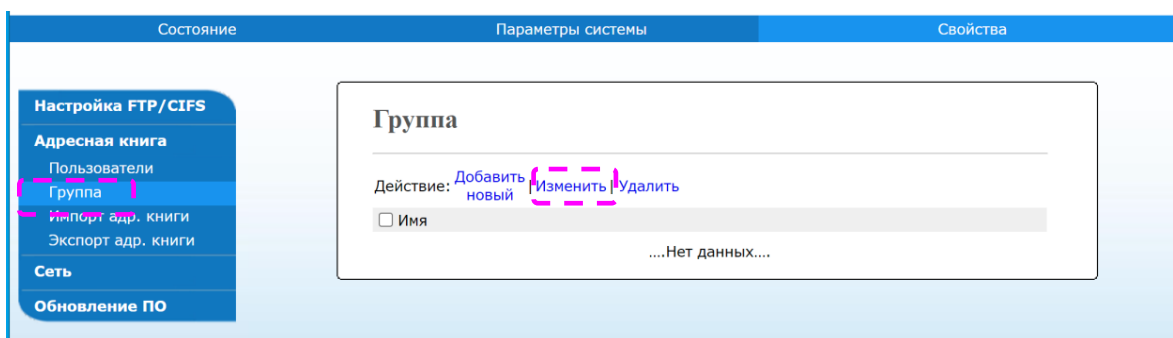 Состояние Параметры системы Свойства
Настройка FTP/CIFS
Адресная книга
Пользователи
Группа
Импорт адр. книги
Экспорт адр. книги
Сеть
Обновление ПО
Группа
Действие: Добавить новый | Изменить | Удалить
Имя
....Нет данных....